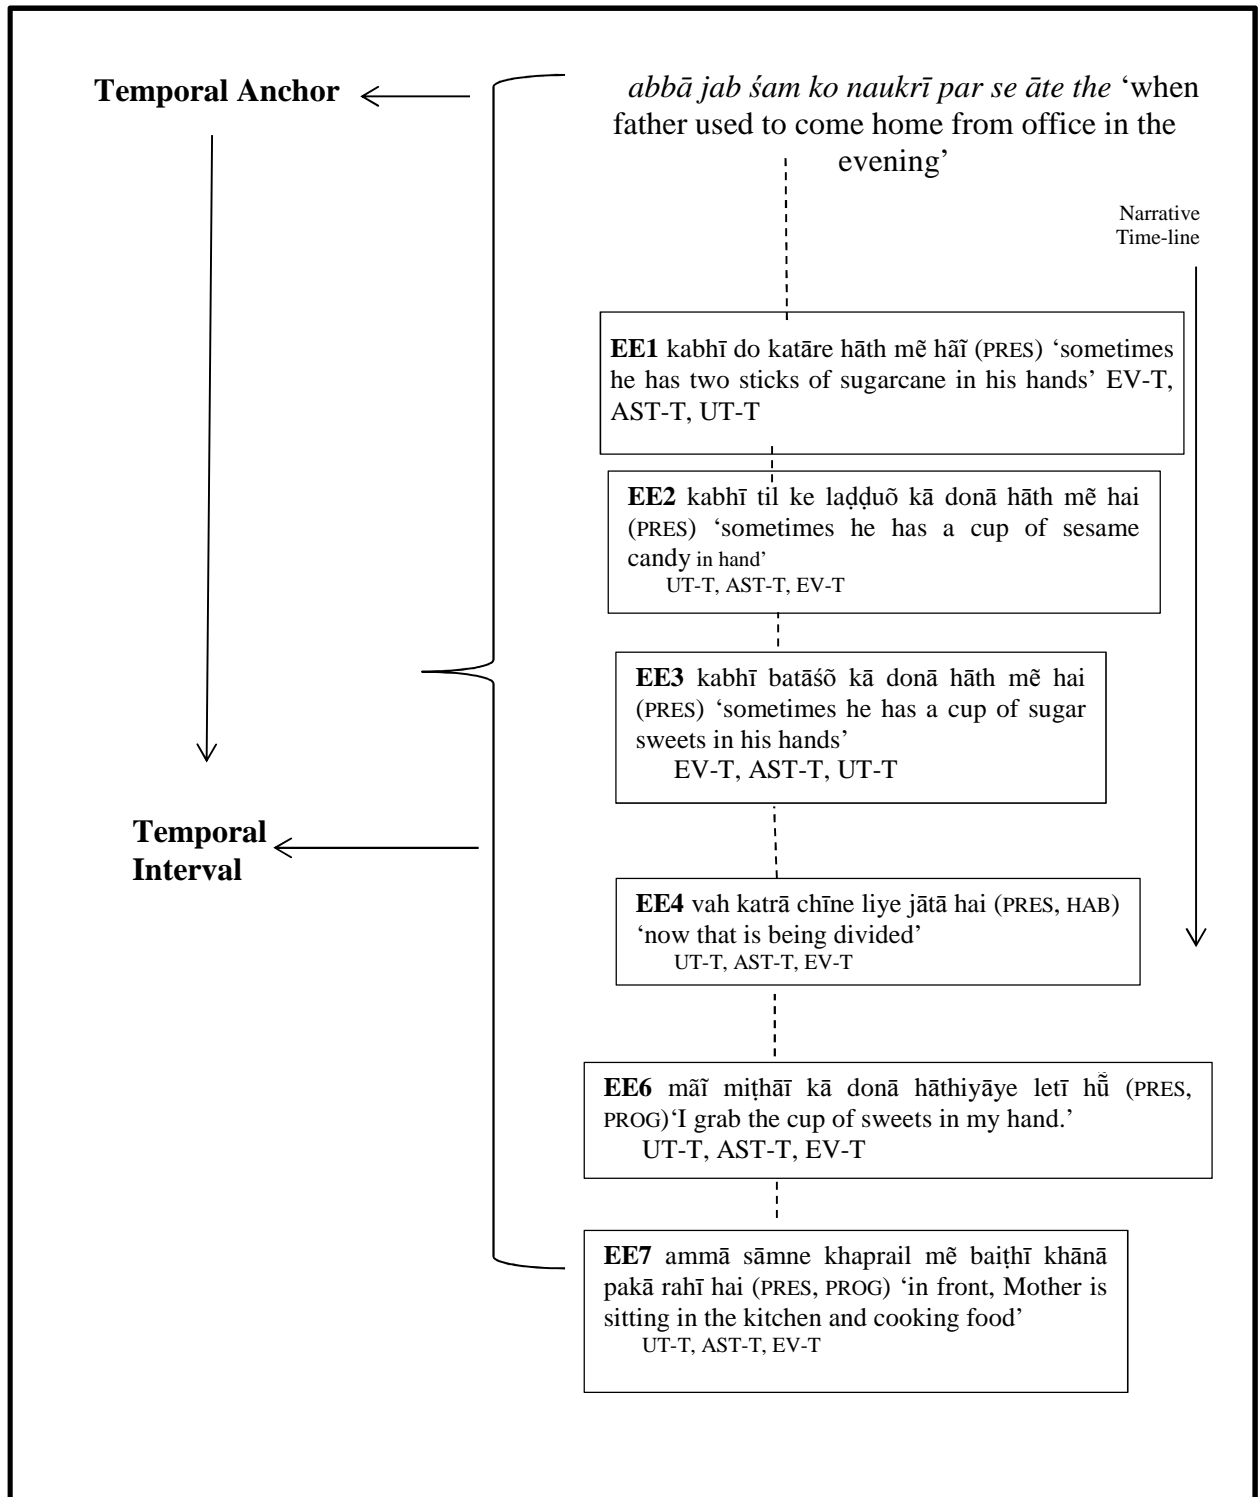 Temporal Anchor
abbā jab śam ko naukrī par se āte the ‘when
father used to come home from office in the
evening’
Narrative
Time-line
EE1 kabhī do katāre hāth mẽ hãĩ (PRES) ‘sometimes
he has two sticks of sugarcane in his hands’ EV-T,
AST-T, UT-T
EE2 kabhī til ke laḍḍuõ kā donā hāth mẽ hai
(PRES) ‘sometimes he has a cup of sesame
candy in hand’
UT-T, AST-T, EV-T
EE3 kabhī batāśõ kā donā hāth mẽ hai
(PRES) ‘sometimes he has a cup of sugar
sweets in his hands’
EV-T, AST-T, UT-T
Temporal
Interval
EE4 vah katrā chīne liye jātā hai (PRES, HAB)
‘now that is being divided’
UT-T, AST-T, EV-T
EE6 mãĩ miṭhāī kā donā hāthiyāye letī hū̃ (PRES,
PROG)‘I grab the cup of sweets in my hand.’
UT-T, AST-T, EV-T
EE7 ammā sāmne khaprail mẽ baiṭhī khānā
pakā rahī hai (PRES, PROG) ‘in front, Mother is
sitting in the kitchen and cooking food’
UT-T, AST-T, EV-T